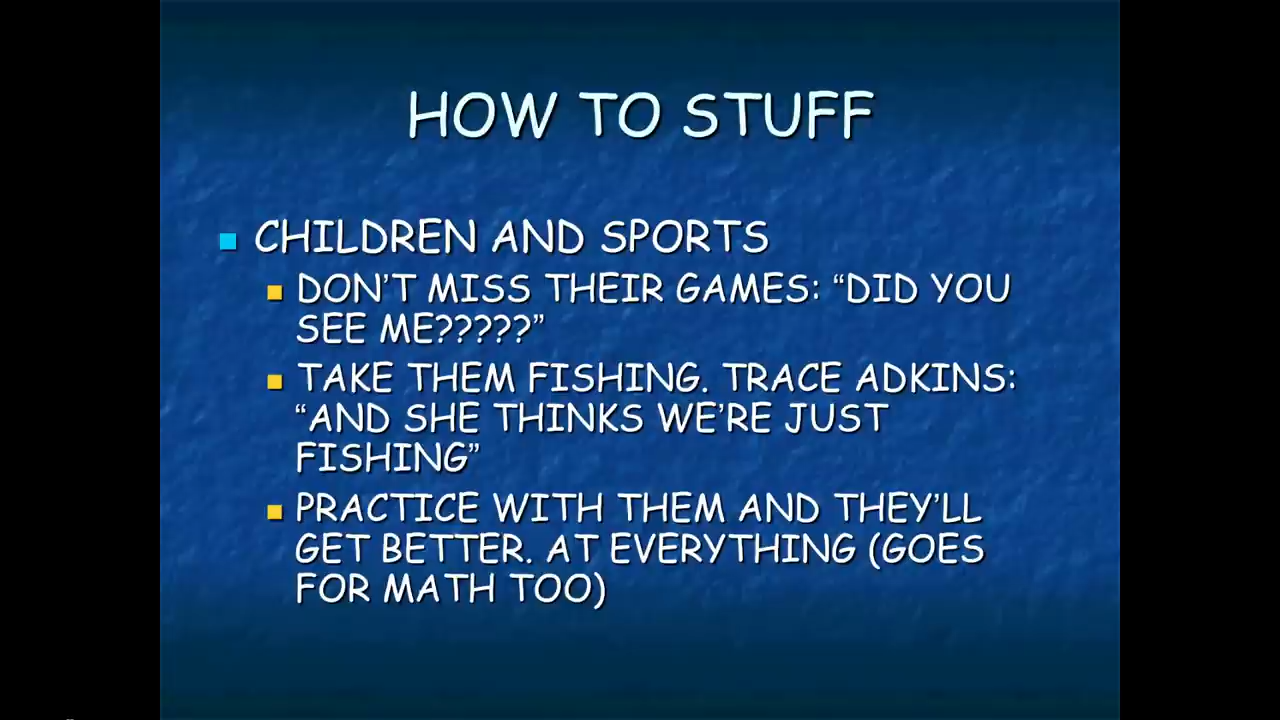 HOW TO STUFF
CHILDREN AND SPORTS
DON’T MISS THEIR GAMES: “DID YOU
SEE ME?????”
TAKE THEM FISHING. TRACE ADKINS:
“AND SHE THINKS WE’RE JUST
FISHING”
PRACTICE WITH THEM AND THEY’LL
GET BETTER. AT EVERYTHING (GOES
FOR MATH TOO)